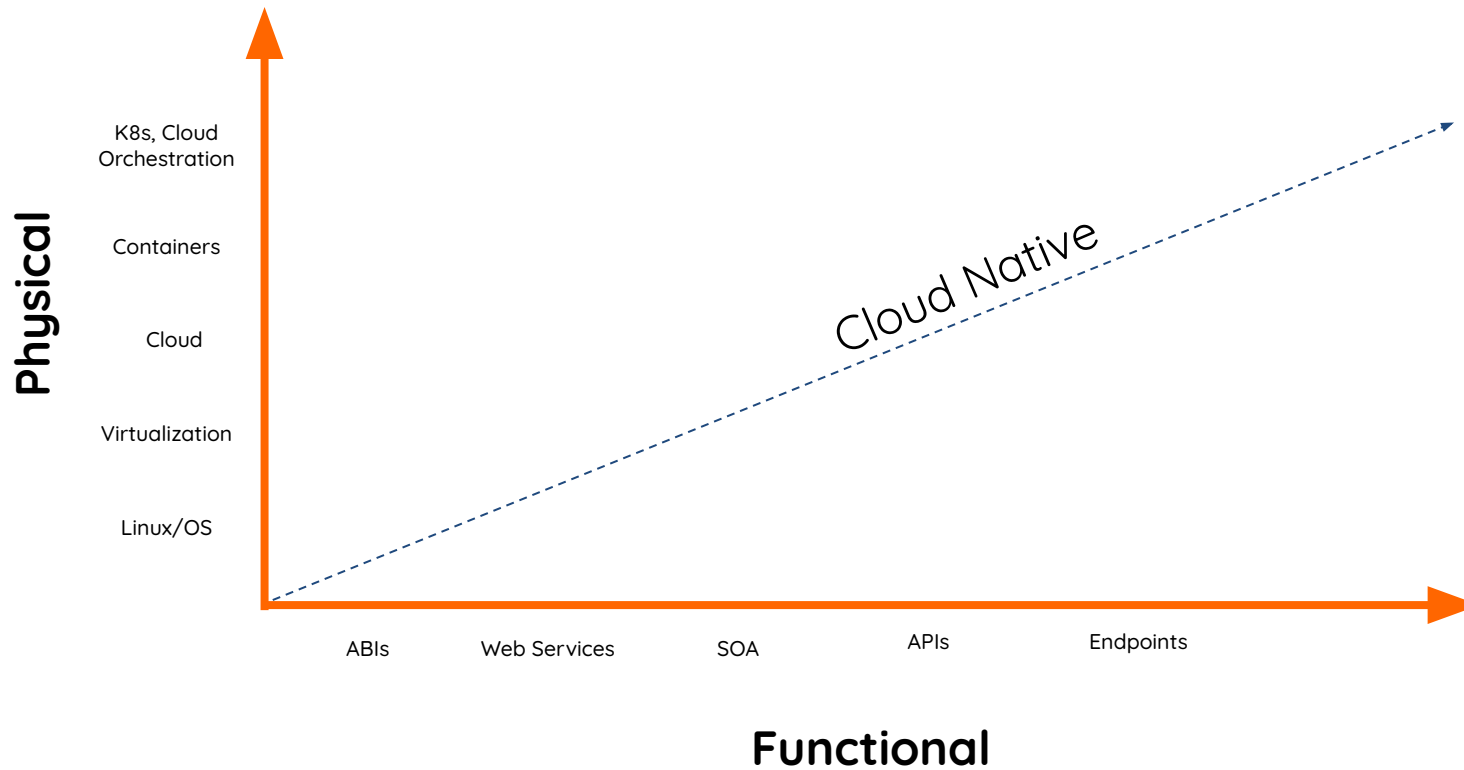 K8s, Cloud
Orchestration
Containers
Cloud
Virtualization
Linux/OS
Physical
Cloud Native
ABIs
Web Services
SOA
APIs
Endpoints
Functional